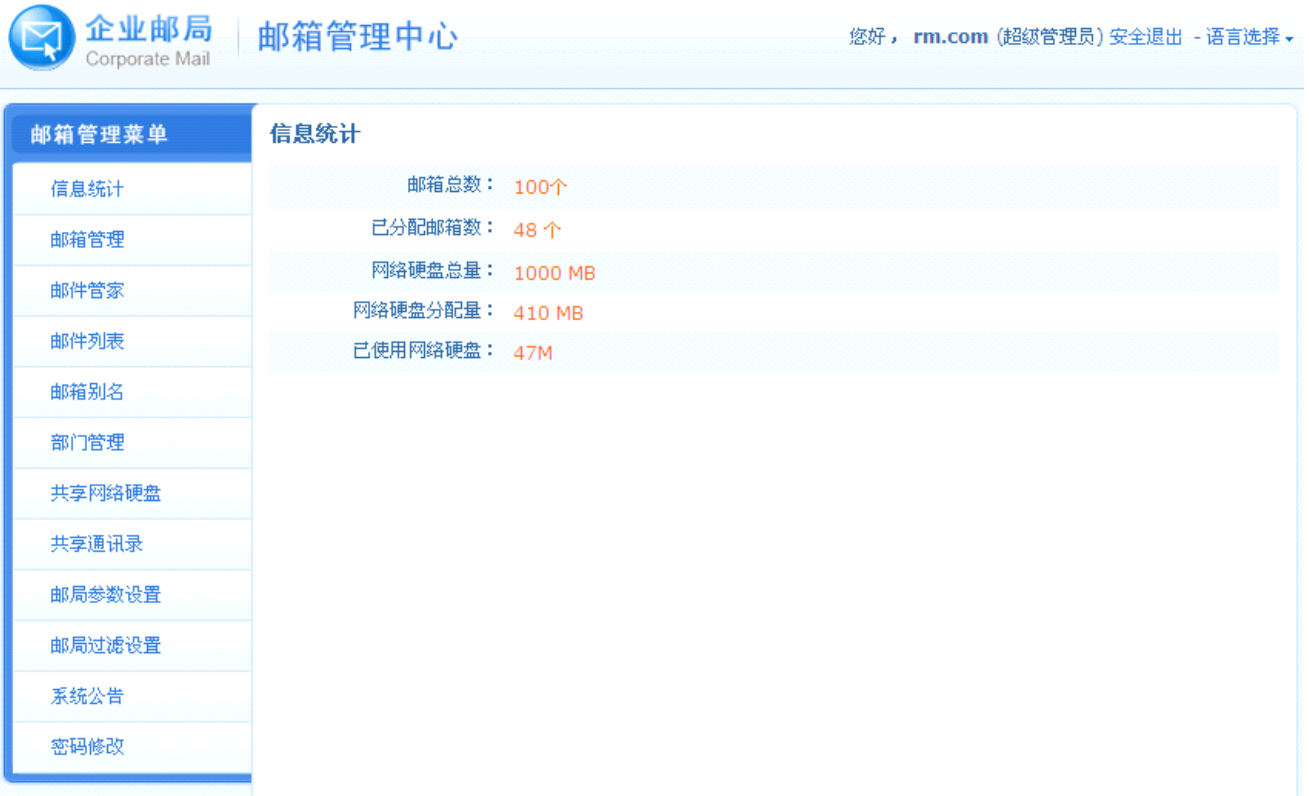 企业邮局
Corporate Mail
邮箱管理中心
您好， rm.com (超级管理员) 安全退出 - 语言选择
邮箱管理菜单
信息统计
邮箱管理
邮件管家
邮件列表
邮箱别名
部门管理
共享网络硬盘
共享通讯录
邮局参数设置
邮局过滤设置
系统公告
密码修改
信息统计
邮箱总数： 100个
已分配邮箱数： 48 个
网络硬盘总量： 1000 MB
网络硬盘分配量： 410 MB
已使用网络硬盘： 47M